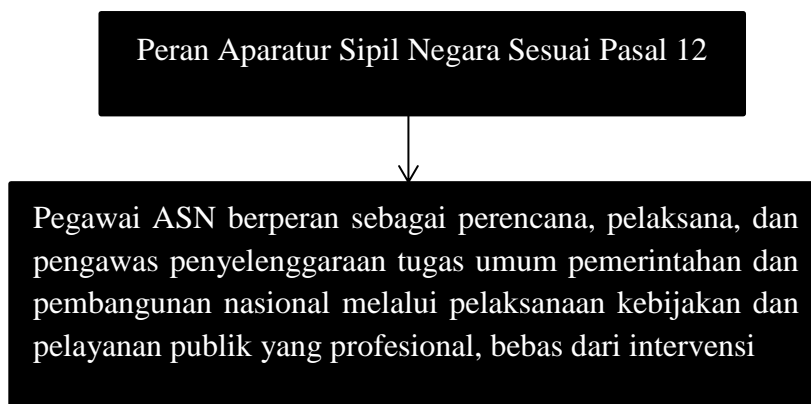 Peran Aparatur Sipil Negara Sesuai Pasal 12
Pegawai ASN berperan sebagai perencana, pelaksana, dan
pengawas penyelenggaraan tugas umum pemerintahan dan
pembangunan nasional melalui pelaksanaan kebijakan dan
pelayanan publik yang profesional, bebas dari intervensi